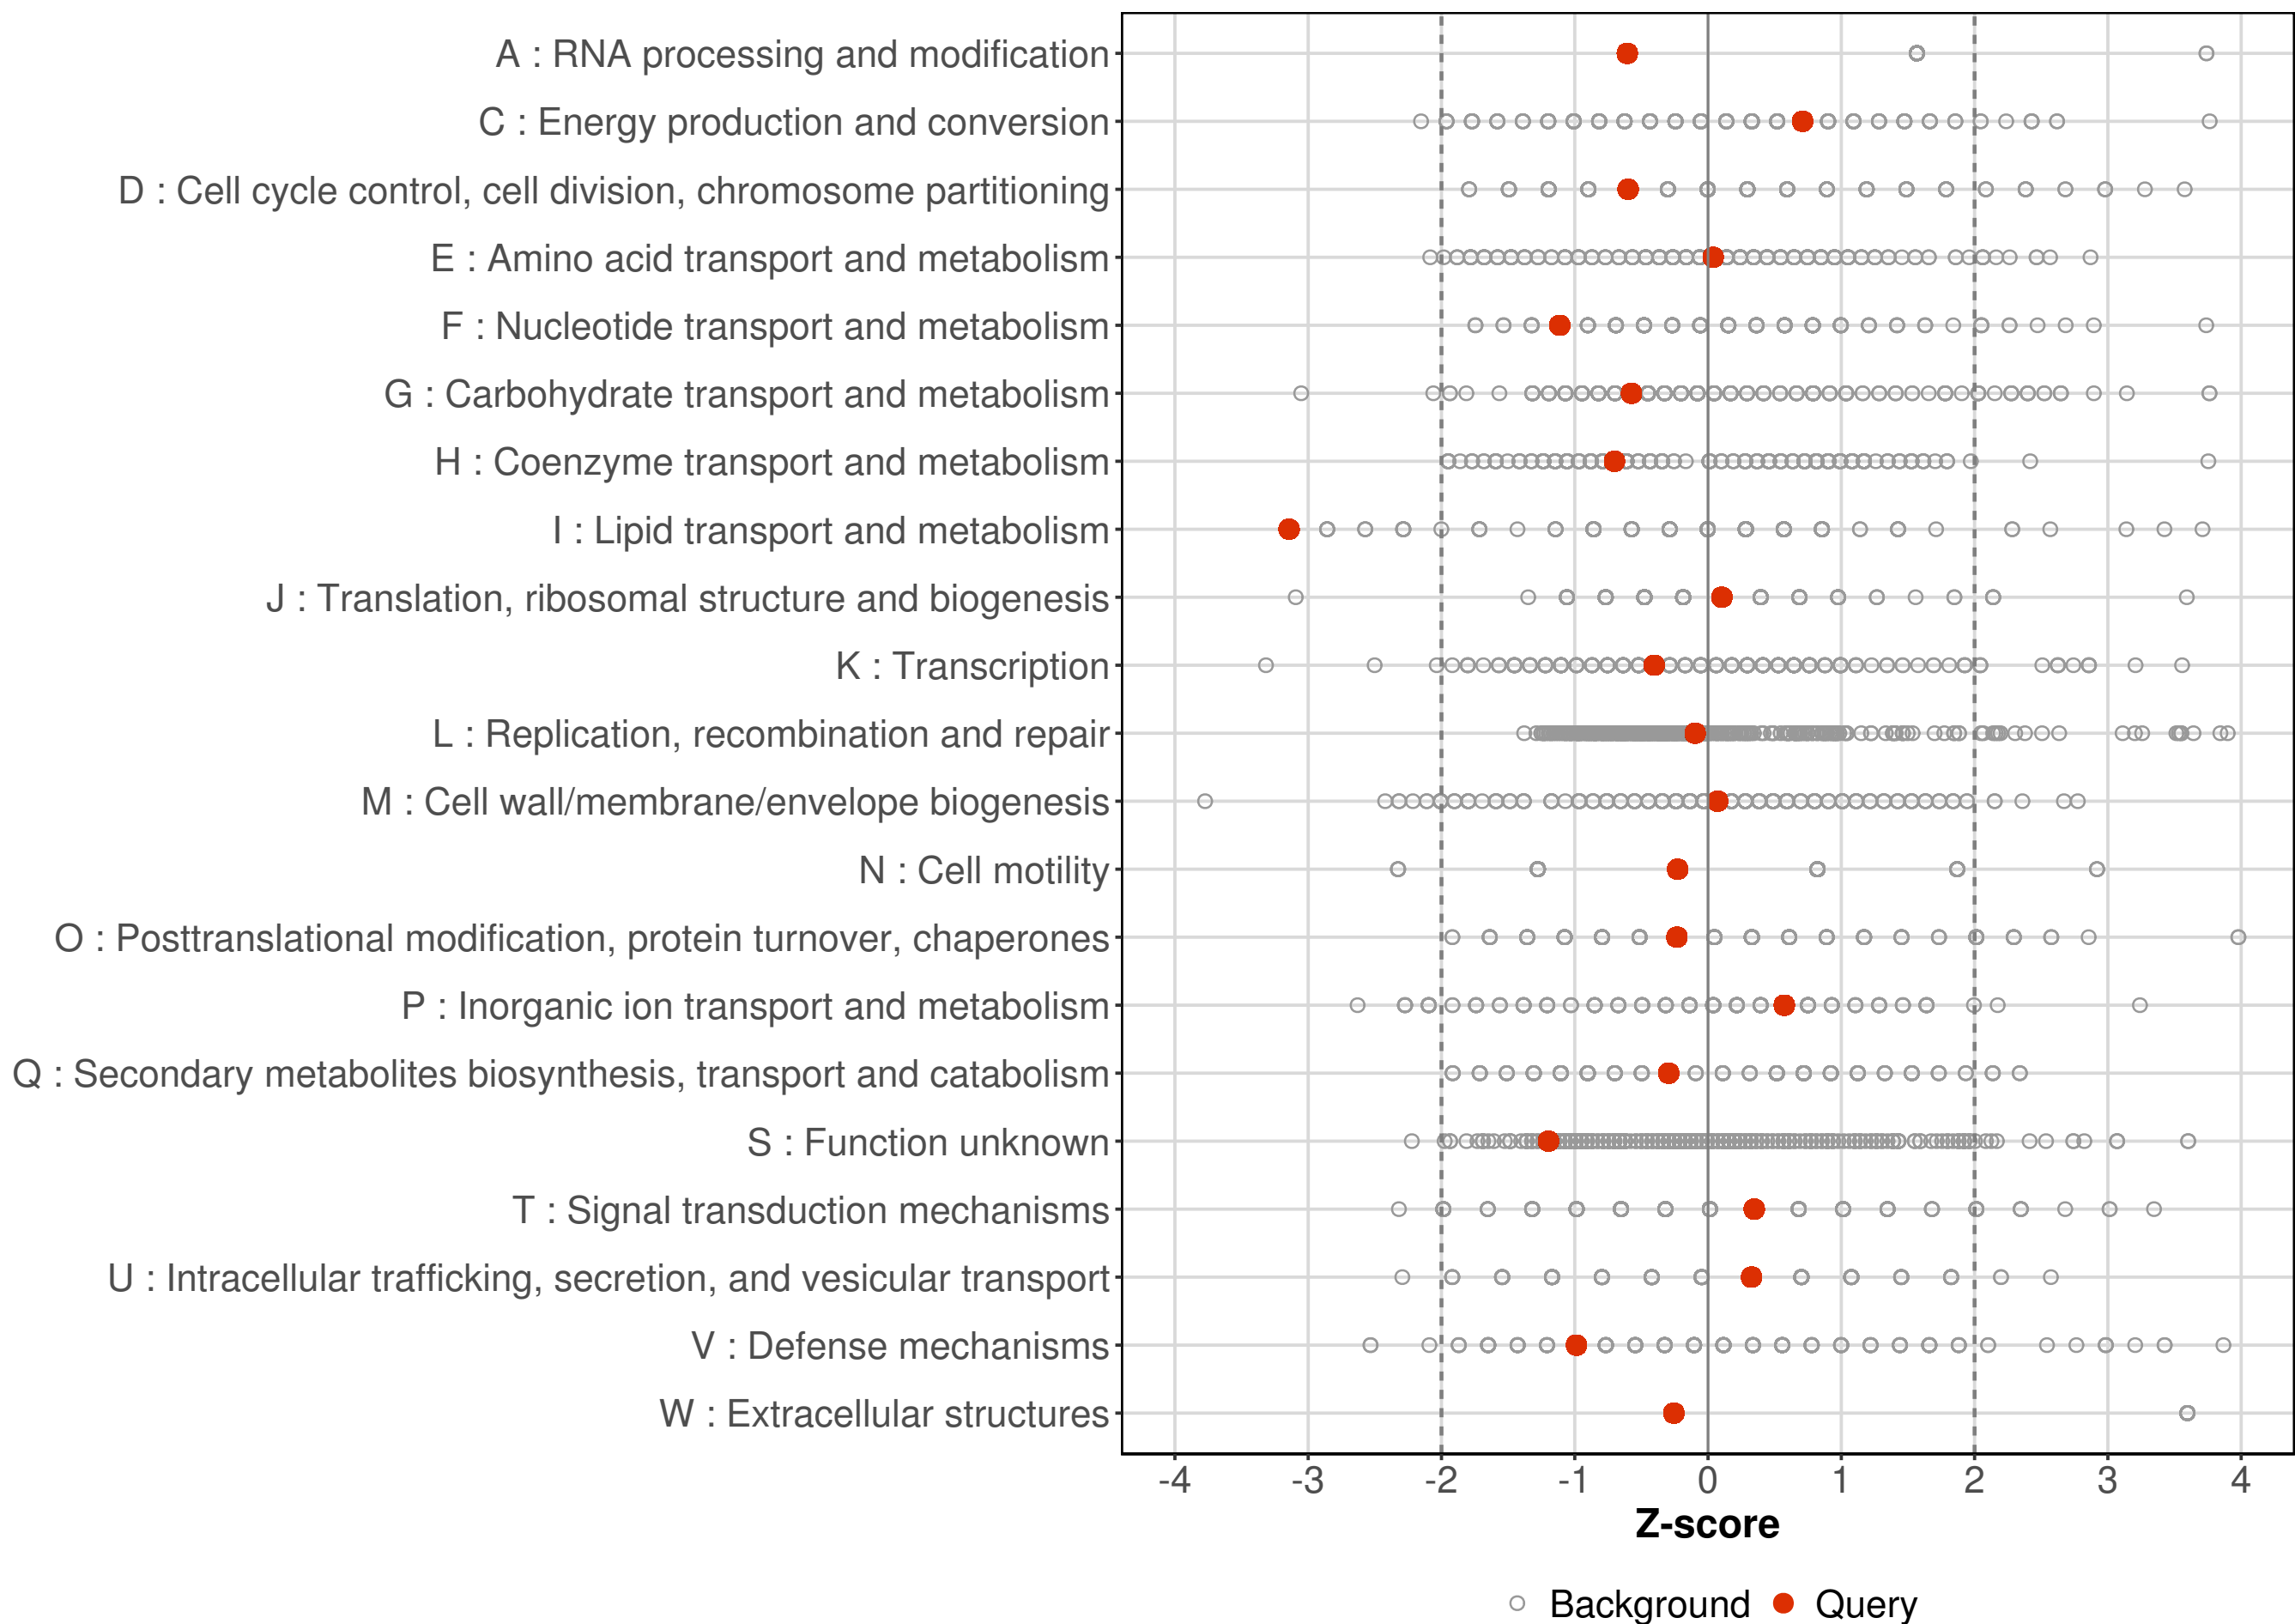 A : RNA processing and modification
C : Energy production and conversion
D : Cell cycle control, cell division, chromosome partitioning
E : Amino acid transport and metabolism
F : Nucleotide transport and metabolism
G : Carbohydrate transport and metabolism
H : Coenzyme transport and metabolism
I : Lipid transport and metabolism
J : Translation, ribosomal structure and biogenesis
K : Transcription
L : Replication, recombination and repair
M : Cell wall/membrane/envelope biogenesis
N : Cell motility
O : Posttranslational modification, protein turnover, chaperones
P : Inorganic ion transport and metabolism
Q : Secondary metabolites biosynthesis, transport and catabolism
S : Function unknown
T : Signal transduction mechanisms
U : Intracellular trafficking, secretion, and vesicular transport
V : Defense mechanisms
W : Extracellular structures
-4 -3 -2 -1 0 1 2 3 4
Z-score
Background Query